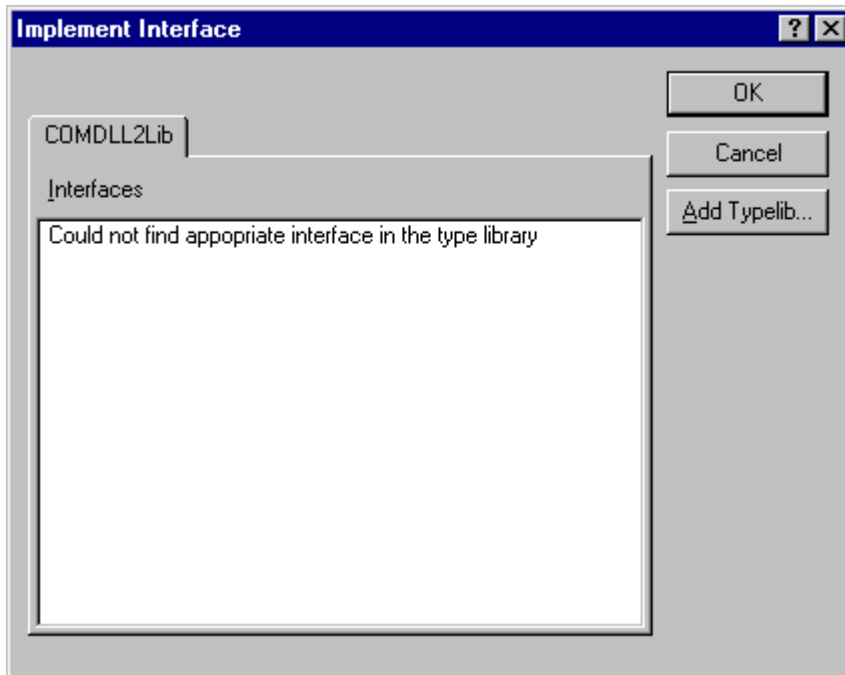 Implement Interface
OK
COMDLL2Lib
Cancel
Interfaces
Add Typelib...
Could not find appopriate interface in the type library